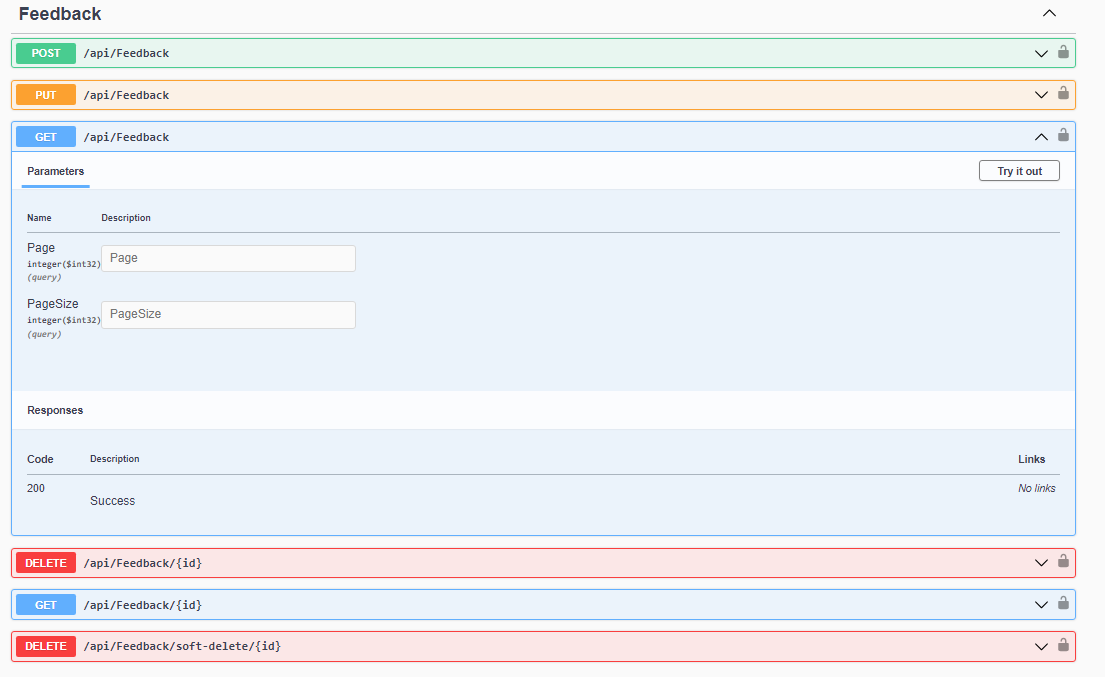 Feedback
POST /api/Feedback
PUT /api/Feedback
GET /api/Feedback
Parameters Try it out
Name Description
Page
integer($int32)
(query)
Page
PageSize
integer($int32)
(query)
PageSize
Responses
Code Description Links
200 Success No links
DELETE /api/Feedback/{id}
GET /api/Feedback/{id}
DELETE /api/Feedback/soft-delete/{id}